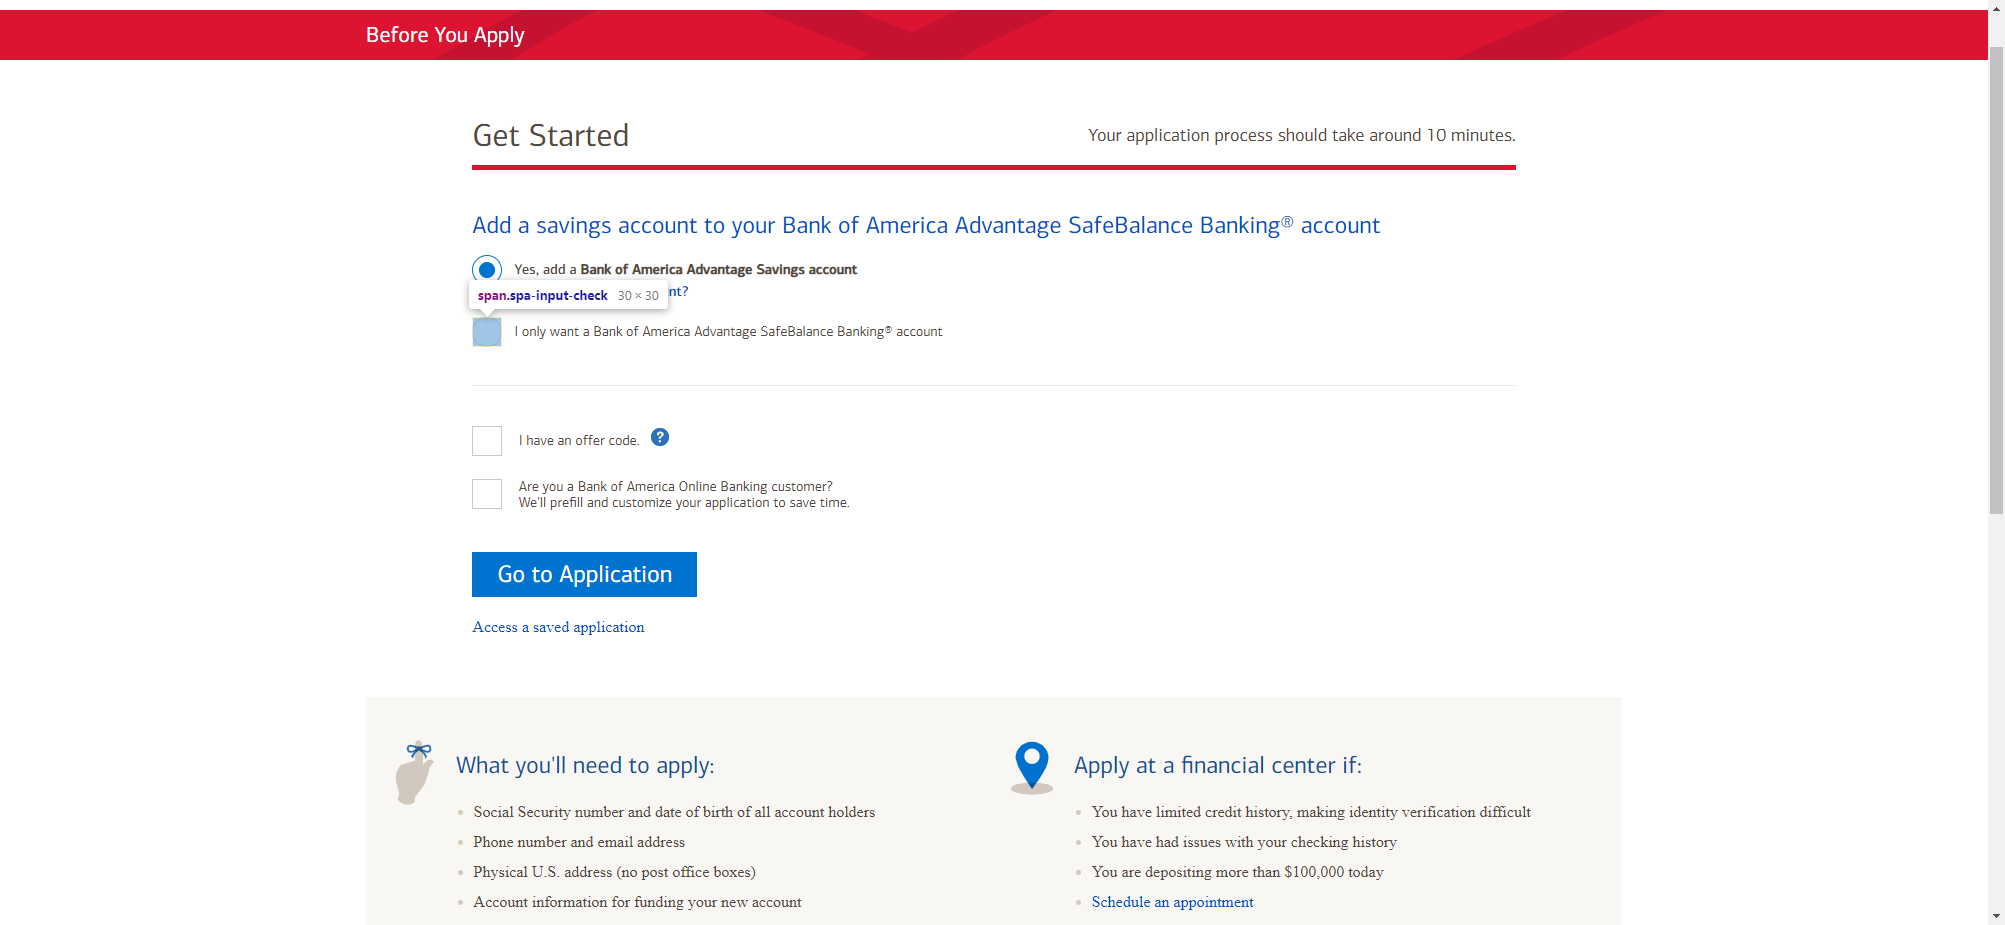 Before You Apply
Get Started
Your application process should take around 10 minutes.
Add a savings account to your Bank of America Advantage SafeBalance Banking® account
Yes, add a Bank of America Advantage Savings account
span.spa-input-check 30 × 30
nt?
I only want a Bank of America Advantage SafeBalance Banking® account
I have an offer code.
?
Are you a Bank of America Online Banking customer?
We'll prefill and customize your application to save time.
Go to Application
Access a saved application
What you'll need to apply:
Social Security number and date of birth of all account holders
Phone number and email address
Physical U.S. address (no post office boxes)
Account information for funding your new account
Apply at a financial center if:
You have limited credit history, making identity verification difficult
You have had issues with your checking history
You are depositing more than $100,000 today
Schedule an appointment